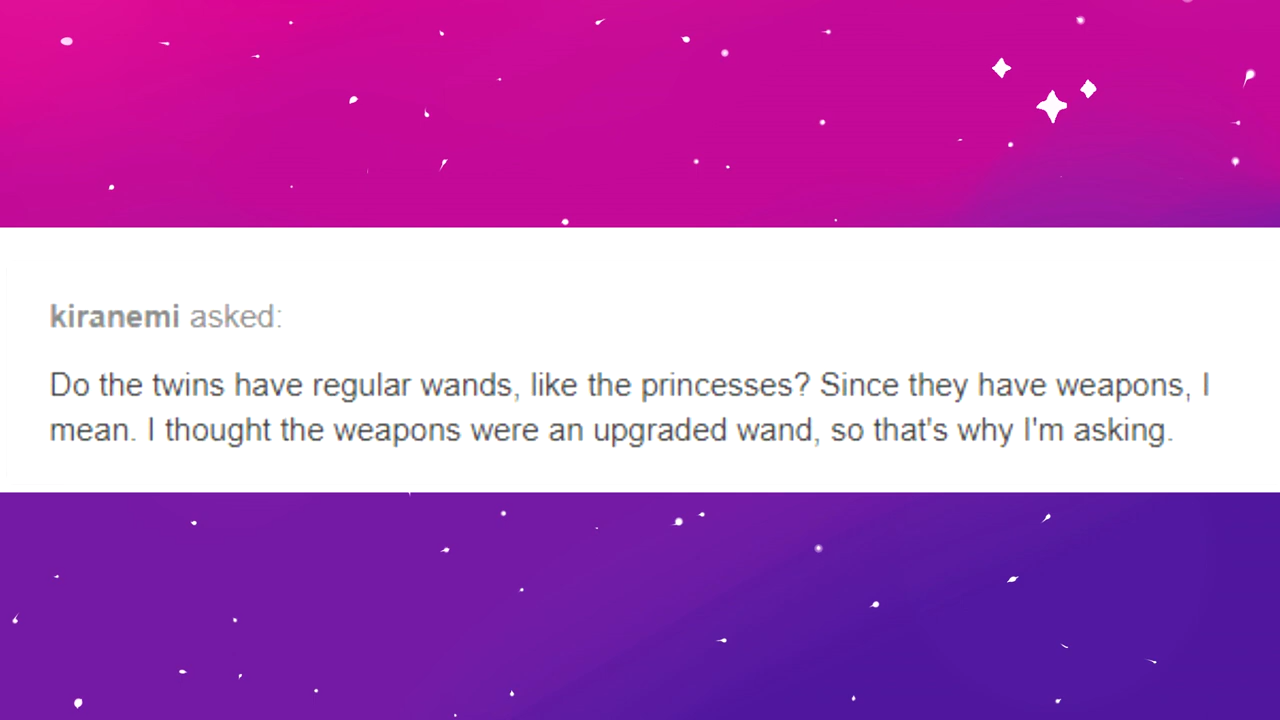 kiranemi asked:
Do the twins have regular wands, like the princesses? Since they have weapons, I
mean. I thought the weapons were an upgraded wand, so that's why I'm asking.